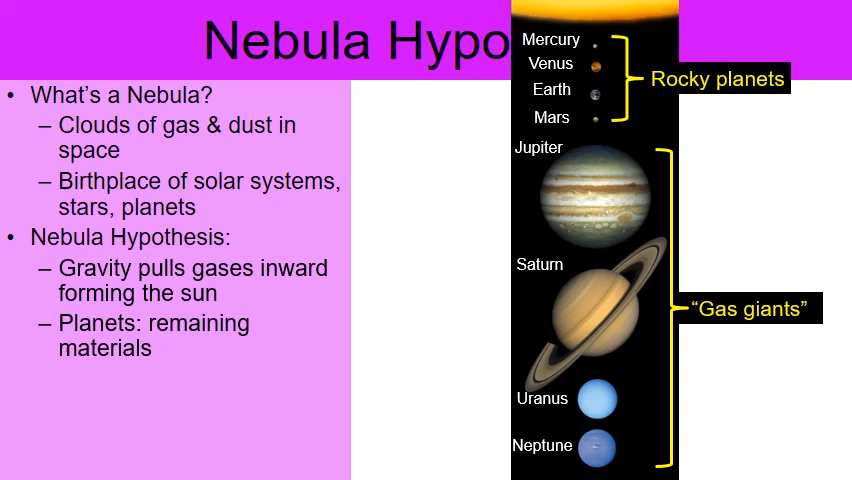 Nebula Hypo
• What's a Nebula?
– Clouds of gas & dust in
space
– Birthplace of solar systems,
stars, planets
• Nebula Hypothesis:
– Gravity pulls gases inward
forming the sun
– Planets: remaining
materials
Mercury
Venus
Earth
Mars
Rocky planets
Jupiter
Saturn
“Gas giants”
Uranus
Neptune